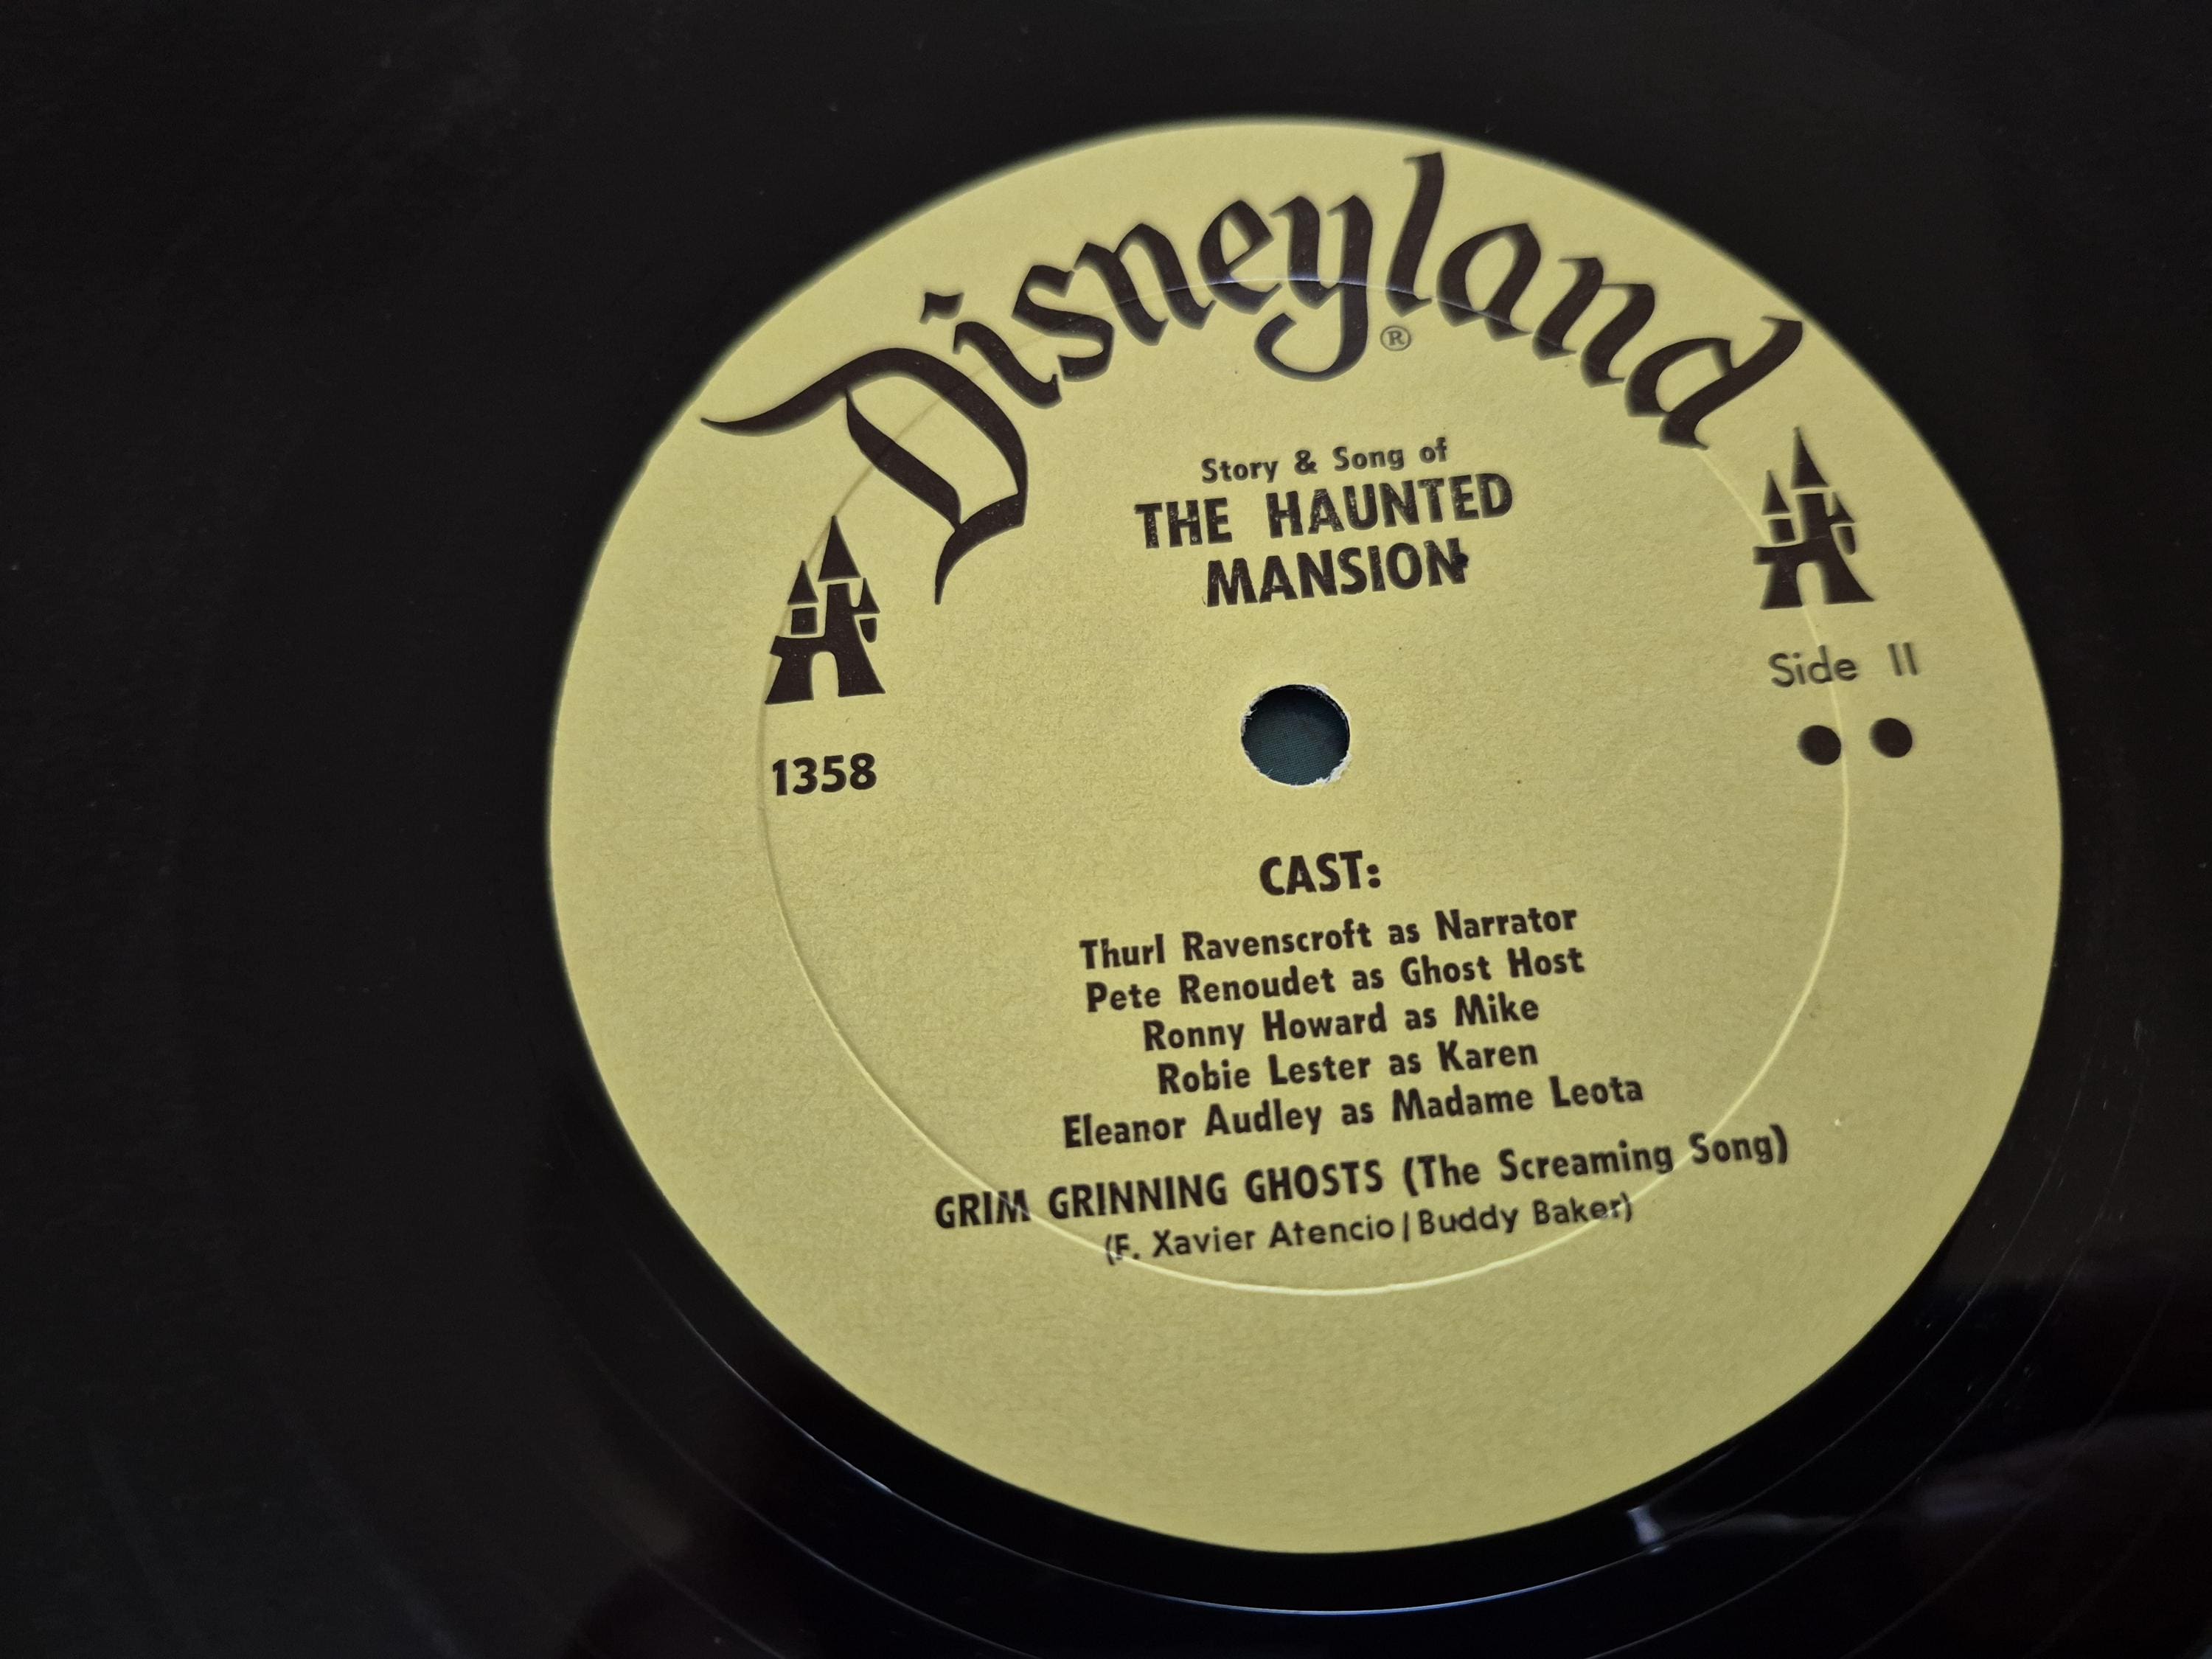 Disneyland®
Story & Song of
THE HAUNTED
MANSION
Side II
1358
CAST:
Thurl Ravenscroft as Narrator
Pete Renoudet as Ghost Host
Ronny Howard as Mike
Robie Lester as Karen
Eleanor Audley as Madame Leota
GRIM GRINNING GHOSTS (The Screaming Song)
(F. Xavier Atencio/Buddy Baker)